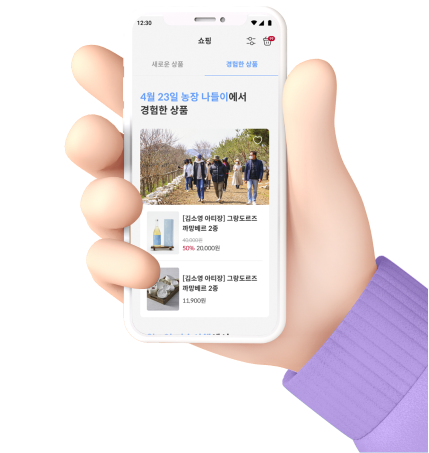 12:30
쇼핑
새로운 상품
경험한 상품
4월 23일 농장 나들이에서
경험한 상품
[김소영 아티장] 그랑도르즈
까망베르 2종
40,000원
50% 20,000원
[김소영 아티장] 그랑도르즈
까망베르 2종
11,900원